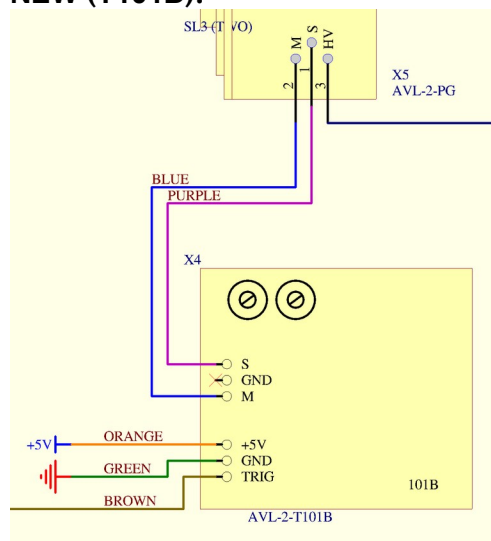 NEW (T101B):
SL3 (TWO)
M
S
HV
2
1
3
X5
AVL-2-PG
BLUE
PURPLE
X4
S
GND
M
+5V
ORANGE
+5V
GREEN
GND
TRIG
BROWN
101B
AVL-2-T101B